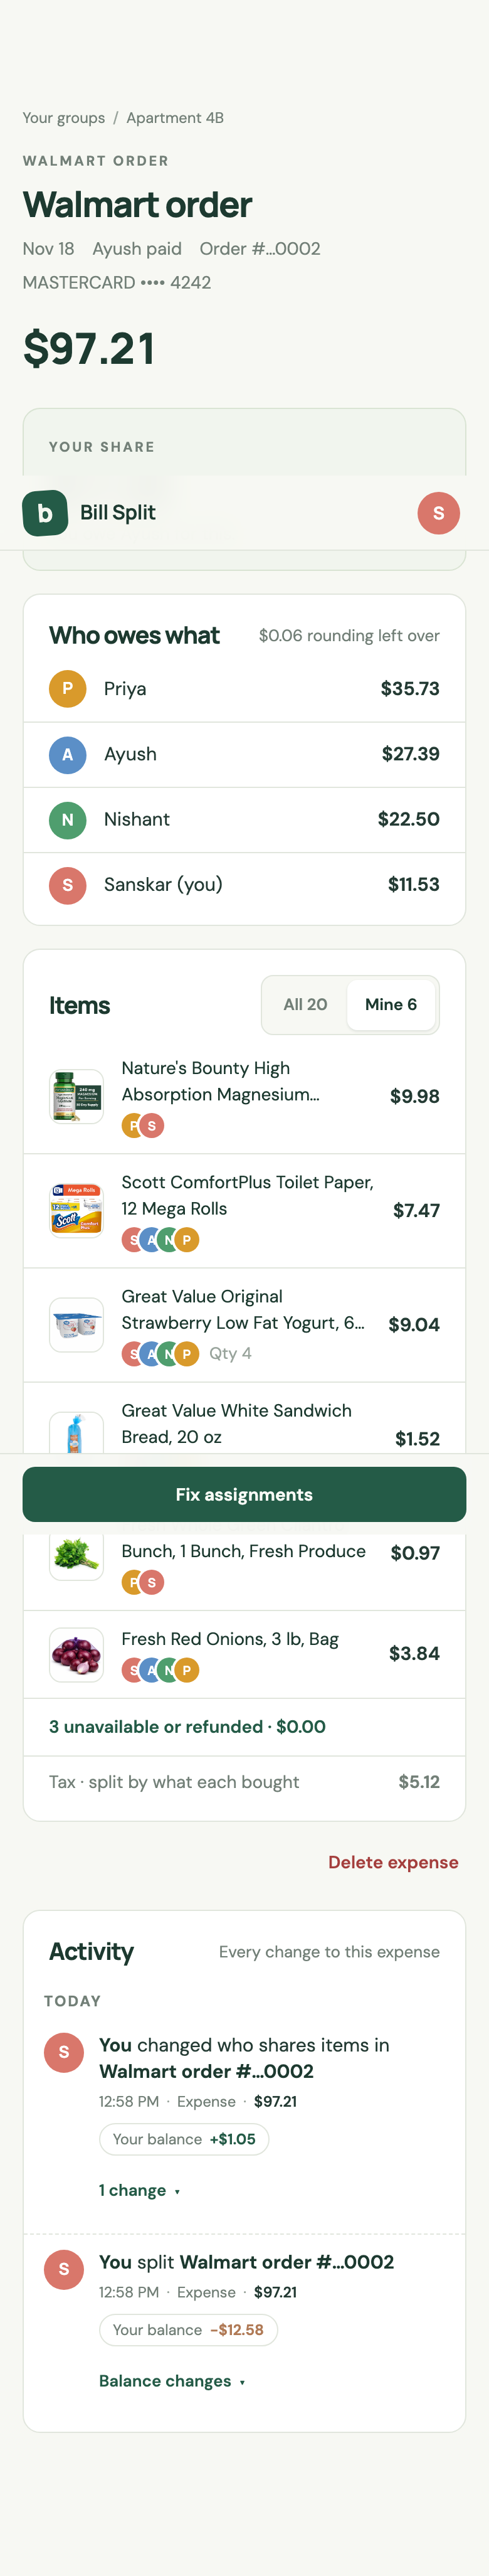 Your groups / Apartment 4B
WALMART ORDER
Walmart order
Nov 18 Ayush paid Order #…0002
MASTERCARD •••• 4242
$97.21
YOUR SHARE
b Bill Split S
Who owes what $0.06 rounding left over
P Priya $35.73
A Ayush $27.39
N Nishant $22.50
S Sanskar (you) $11.53
Items All 20 Mine 6
Nature's Bounty High
Absorption Magnesium… $9.98
P S
Scott ComfortPlus Toilet Paper,
12 Mega Rolls $7.47
S A N P
Great Value Original
Strawberry Low Fat Yogurt, 6… $9.04
S A N P Qty 4
Great Value White Sandwich
Bread, 20 oz $1.52
Fix assignments
Bunch, 1 Bunch, Fresh Produce $0.97
P S
Fresh Red Onions, 3 lb, Bag $3.84
S A N P
3 unavailable or refunded · $0.00
Tax · split by what each bought $5.12
Delete expense
Activity Every change to this expense
TODAY
S You changed who shares items in
Walmart order #…0002
12:58 PM · Expense · $97.21
Your balance +$1.05
1 change ▾
S You split Walmart order #…0002
12:58 PM · Expense · $97.21
Your balance -$12.58
Balance changes ▾